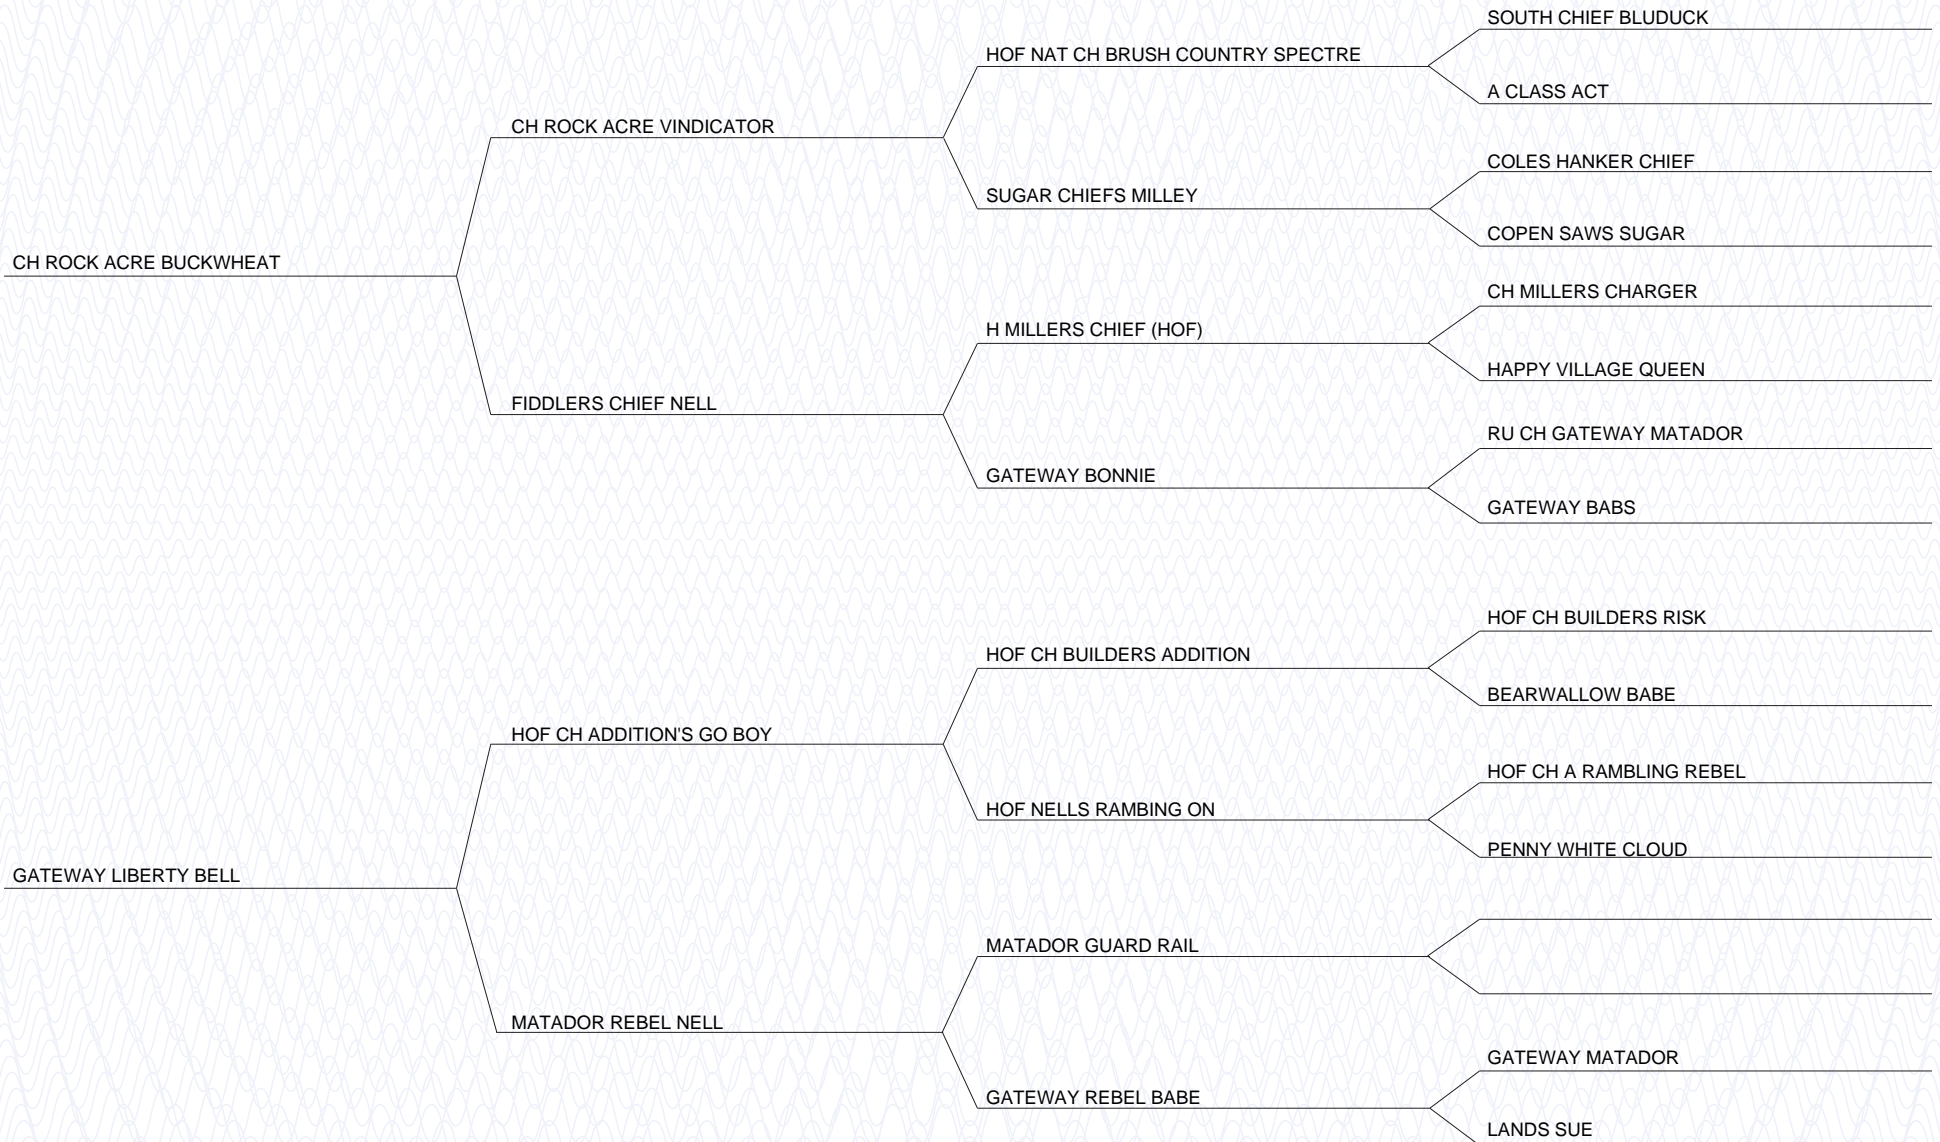 SOUTH CHIEF BLUDUCK
HOF NAT CH BRUSH COUNTRY SPECTRE
A CLASS ACT
CH ROCK ACRE VINDICATOR
COLES HANKER CHIEF
SUGAR CHIEFS MILLEY
COPEN SAWS SUGAR
CH ROCK ACRE BUCKWHEAT
CH MILLERS CHARGER
H MILLERS CHIEF (HOF)
HAPPY VILLAGE QUEEN
FIDDLERS CHIEF NELL
RU CH GATEWAY MATADOR
GATEWAY BONNIE
GATEWAY BABS
HOF CH BUILDERS RISK
HOF CH BUILDERS ADDITION
BEARWALLOW BABE
HOF CH ADDITION'S GO BOY
HOF CH A RAMBLING REBEL
HOF NELLS RAMBING ON
PENNY WHITE CLOUD
GATEWAY LIBERTY BELL
MATADOR GUARD RAIL
MATADOR REBEL NELL
GATEWAY MATADOR
GATEWAY REBEL BABE
LANDS SUE